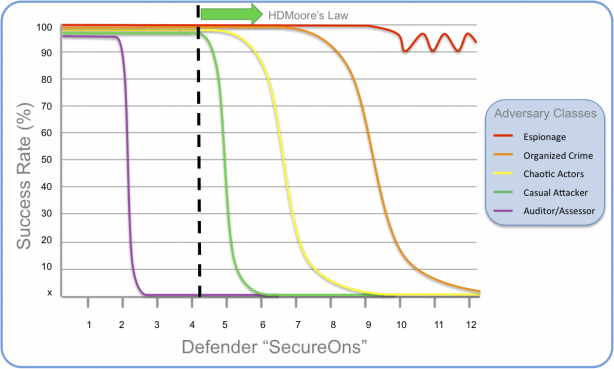 HDMoore's Law
100
90
80
70
60
50
40
30
20
10
x
Success Rate (%)
1 2 3 4 5 6 7 8 9 10 11 12
Defender “SecureOns”
Adversary Classes
Espionage
Organized Crime
Chaotic Actors
Casual Attacker
Auditor/Assessor